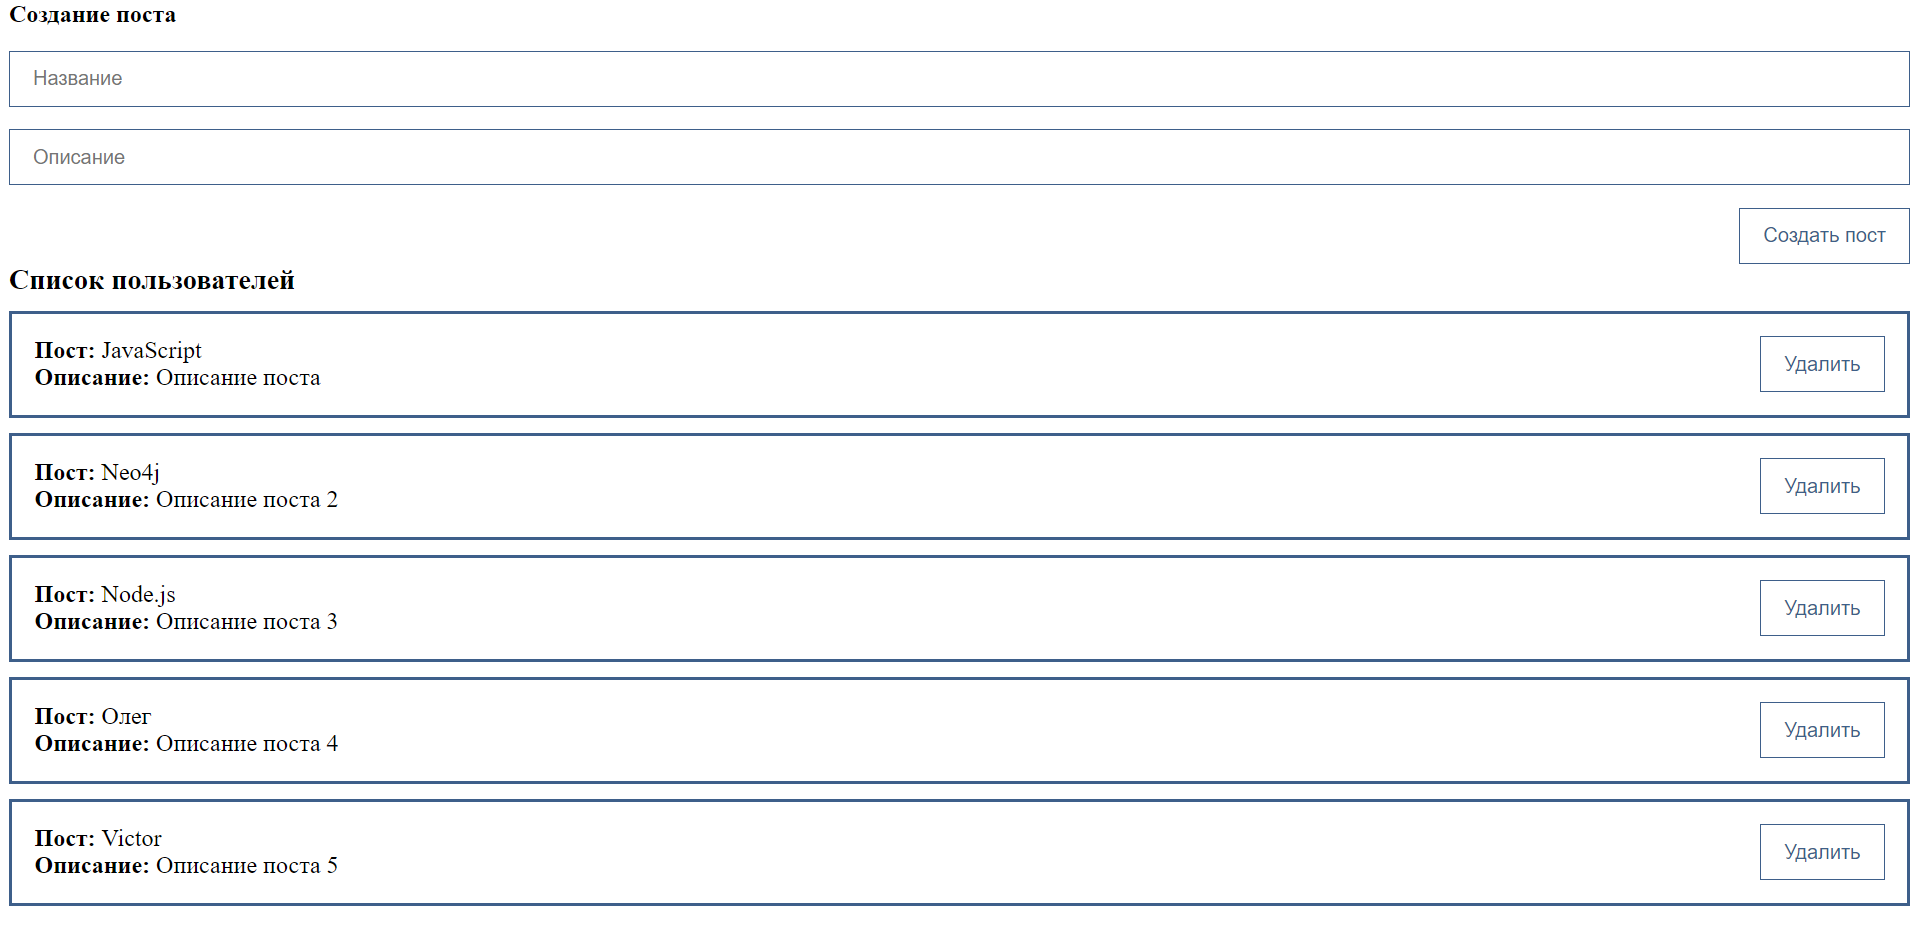 Создание поста
Название
Описание
Создать пост
Список пользователей
Пост: JavaScript
Описание: Описание поста
Удалить
Пост: Neo4j
Описание: Описание поста 2
Удалить
Пост: Node.js
Описание: Описание поста 3
Удалить
Пост: Олег
Описание: Описание поста 4
Удалить
Пост: Victor
Описание: Описание поста 5
Удалить